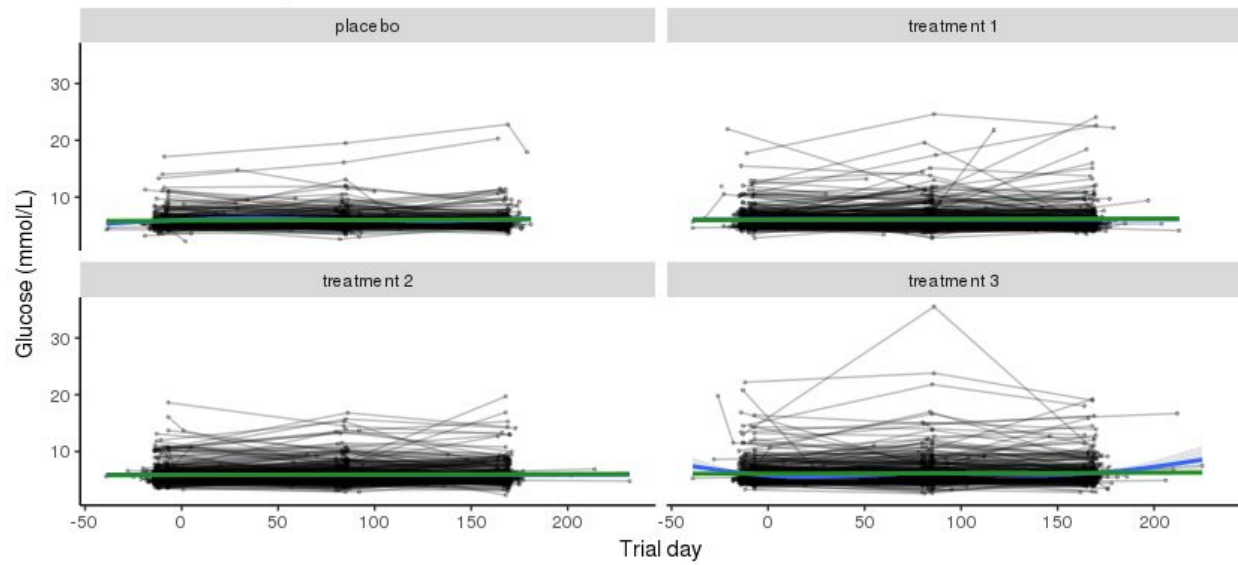 placebo
treatment 1
30
20
10
treatment 2
treatment 3
30
20
10
-50 0 50 100 150 200 -50 0 50 100 150 200
Glucose (mmol/L)
Trial day